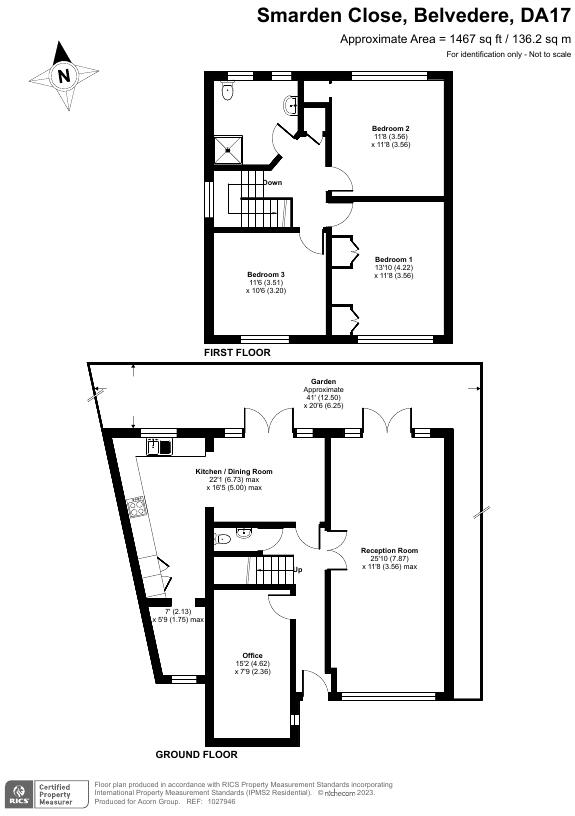 Smarden Close, Belvedere, DA17
Approximate Area = 1467 sq ft / 136.2 sq m
For identification only - Not to scale
N
Bedroom 2
11'8 (3.56)
x 11'8 (3.56)
Down
Bedroom 1
13'10 (4.22)
x 11'8 (3.56)
Bedroom 3
11'6 (3.51)
x 10'6 (3.20)
FIRST FLOOR
Garden
Approximate
41' (12.50)
x 20'6 (6.25)
Kitchen / Dining Room
22'1 (6.73) max
x 16'5 (5.00) max
Reception Room
25'10 (7.87)
x 11'8 (3.56) max
Up
7' (2.13)
x 5'9 (1.75) max
Office
15'2 (4.62)
x 7'9 (2.36)
GROUND FLOOR
RICS
Certified
Property
Measurer
Floor plan produced in accordance with RICS Property Measurement Standards incorporating
International Property Measurement Standards (IPMS2 Residential). © nichecom 2023.
Produced for Acorn Group. REF: 1027946